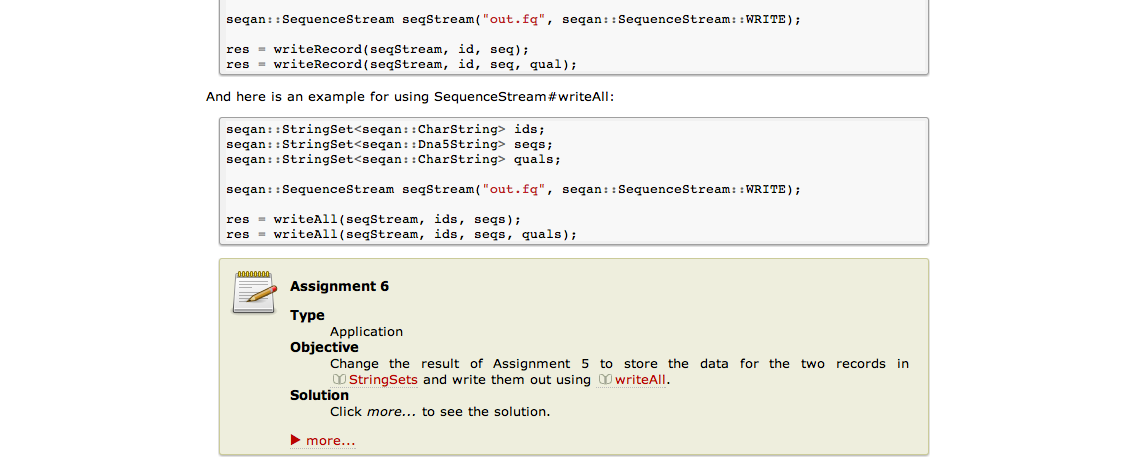 seqan::SequenceStream seqStream("out.fq", seqan::SequenceStream::WRITE);
res = writeRecord(seqStream, id, seq);
res = writeRecord(seqStream, id, seq, qual);
And here is an example for using SequenceStream#writeAll:
seqan::StringSet<seqan::CharString> ids;
seqan::StringSet<seqan::Dna5String> seqs;
seqan::StringSet<seqan::CharString> quals;
seqan::SequenceStream seqStream("out.fq", seqan::SequenceStream::WRITE);
res = writeAll(seqStream, ids, seqs);
res = writeAll(seqStream, ids, seqs, quals);
Assignment 6
Type
Application
Objective
Change the result of Assignment 5 to store the data for the two records in
StringSets and write them out using writeAll.
Solution
Click more... to see the solution.
more...